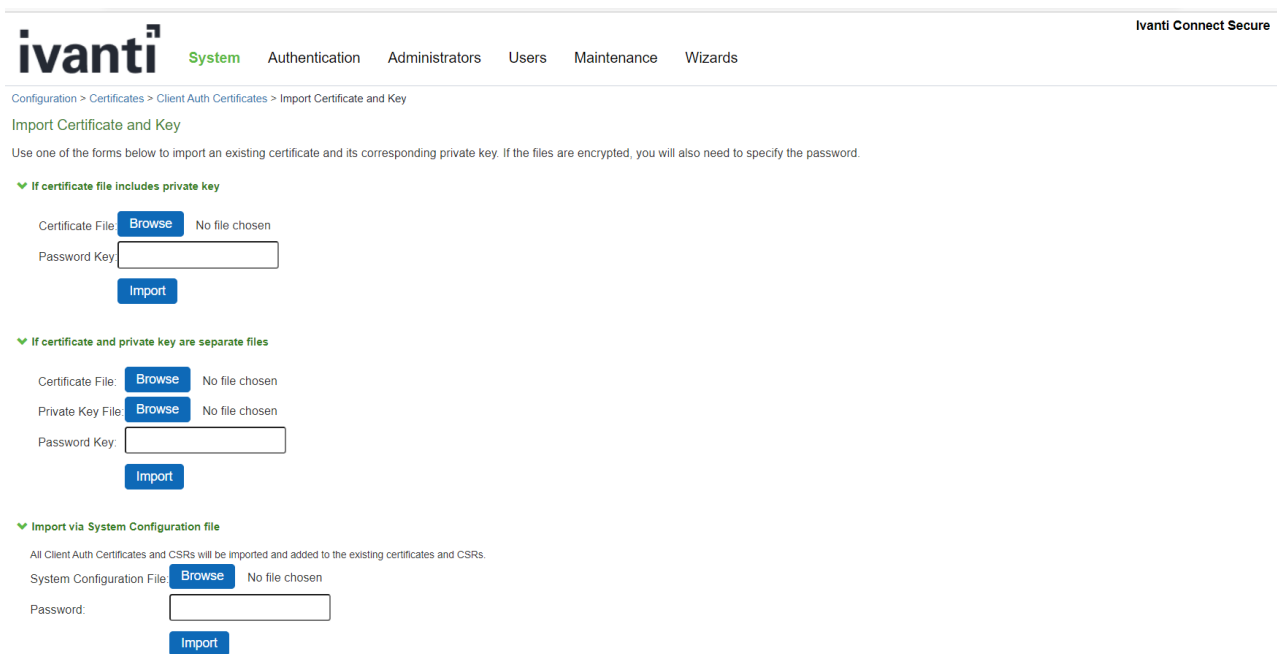 Ivanti Connect Secure
ivanti
System Authentication Administrators Users Maintenance Wizards
Configuration > Certificates > Client Auth Certificates > Import Certificate and Key
Import Certificate and Key
Use one of the forms below to import an existing certificate and its corresponding private key. If the files are encrypted, you will also need to specify the password.
If certificate file includes private key
Certificate File: Browse No file chosen
Password Key:
Import
If certificate and private key are separate files
Certificate File: Browse No file chosen
Private Key File: Browse No file chosen
Password Key:
Import
Import via System Configuration file
All Client Auth Certificates and CSRs will be imported and added to the existing certificates and CSRs.
System Configuration File: Browse No file chosen
Password:
Import